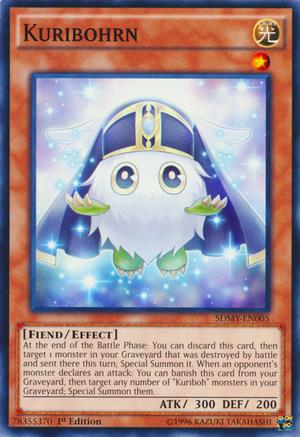 KURIBOHRN
光
SDMY-EN005
[FIEND/EFFECT]
At the end of the Battle Phase: You can discard this card, then
target 1 monster in your Graveyard that was destroyed by battle
and sent there this turn; Special Summon it. When an opponent's
monster declares an attack: You can banish this card from your
Graveyard, then target any number of "Kuriboh" monsters in your
Graveyard; Special Summon them.
ATK/ 300 DEF/ 200
78355370 1st Edition ©1996 KAZUKI TAKAHASHI